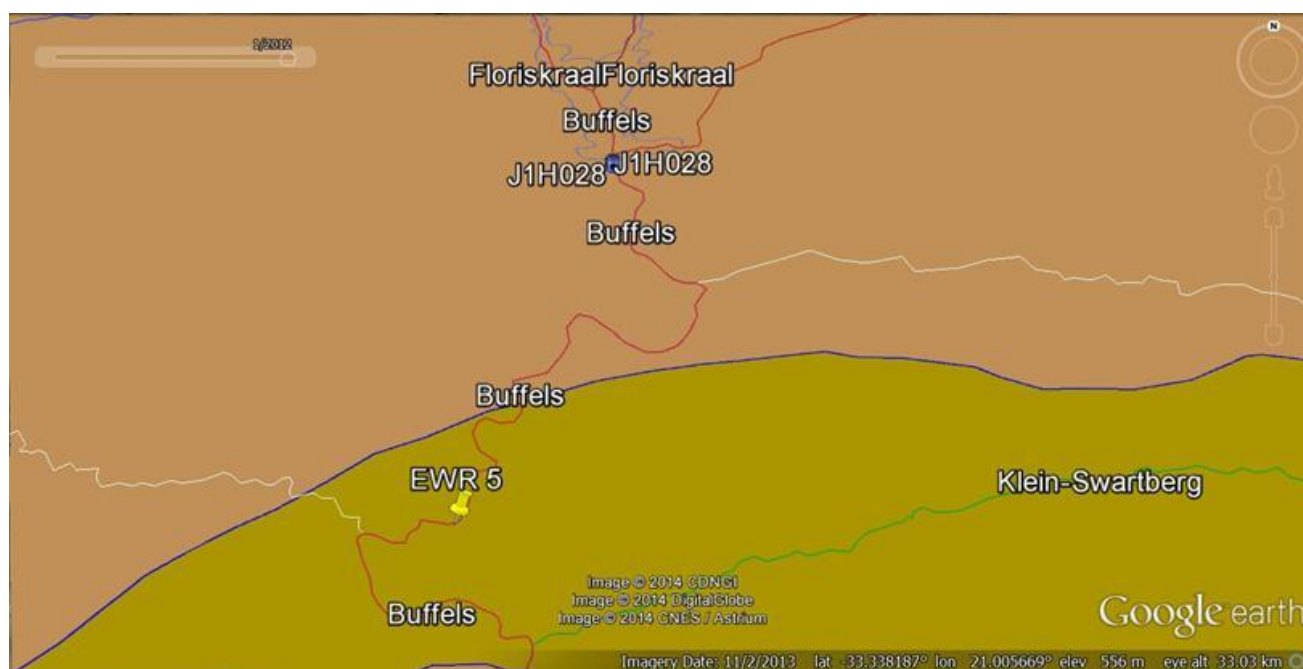 1/2012
N
FloriskraalFloriskraal
Buffels
J1H028
J1H028
Buffels
Buffels
EWR 5
Klein-Swartberg
Buffels
Image © 2014 CDNGI
Image © 2014 DigitalGlobe
Image © 2014 CNES / Astrium
Google earth
Imagery Date: 11/2/2013 lat -33.338187° lon 21.005669° elev 556 m eye alt 33.03 km